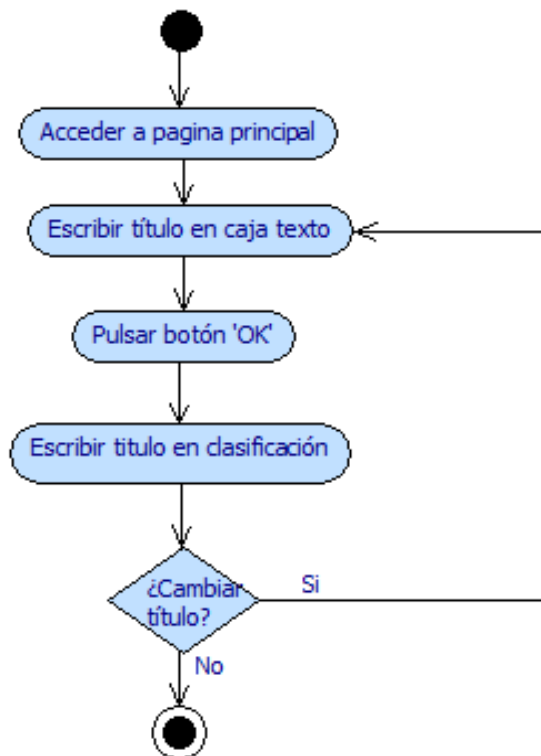 Acceder a pagina principal
Escribir título en caja texto
Pulsar botón 'OK'
Escribir titulo en clasificación
¿Cambiar
título?
Si
No